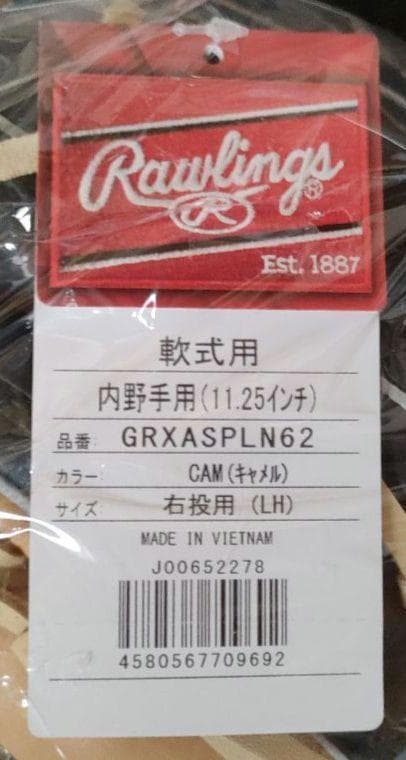 Rawlings®
R
Est. 1887
軟式用
内野手用(11.25インチ)
品番: GRXASPLN62
カラー: CAM(キャメル)
サイズ: 右投用 (LH)
MADE IN VIETNAM
J00652278
4580567709692